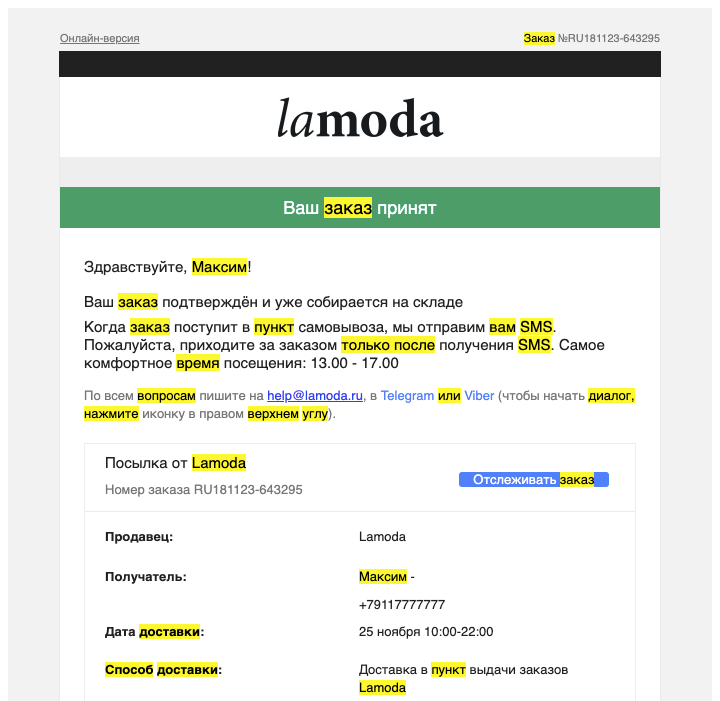 Онлайн-версия
Заказ №RU181123-643295
lamoda
Ваш заказ принят
Здравствуйте, Максим!
Ваш заказ подтверждён и уже собирается на складе
Когда заказ поступит в пункт самовывоза, мы отправим вам SMS.
Пожалуйста, приходите за заказом только после получения SMS. Самое
комфортное время посещения: 13.00 - 17.00
По всем вопросам пишите на help@lamoda.ru, в Telegram или Viber (чтобы начать диалог,
нажмите иконку в правом верхнем углу).
Посылка от Lamoda
Номер заказа RU181123-643295
Отслеживать заказ
Продавец: Lamoda
Получатель: Максим -
+79117777777
Дата доставки: 25 ноября 10:00-22:00
Способ доставки: Доставка в пункт выдачи заказов
Lamoda